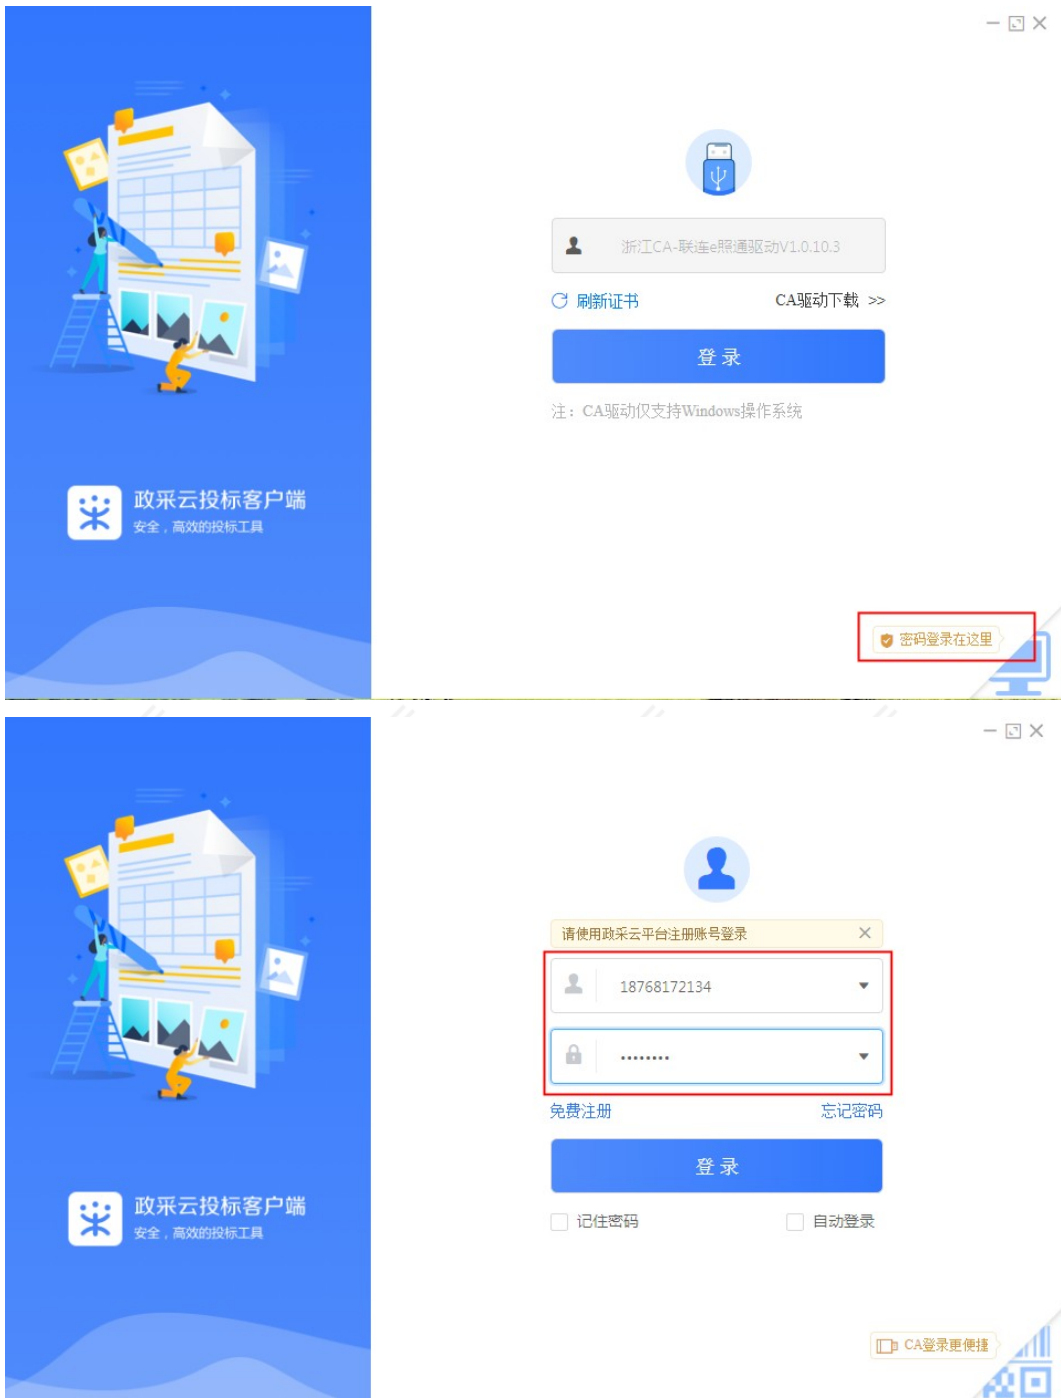 浙江CA-联连e照通驱动V1.0.10.3
刷新证书 CA驱动下载 >>
登录
注：CA驱动仅支持Windows操作系统
政采云投标客户端
安全，高效的投标工具
密码登录在这里
请使用政采云平台注册账号登录
18768172134
········
免费注册 忘记密码
登录
记住密码 自动登录
政采云投标客户端
安全，高效的投标工具
CA登录更便捷